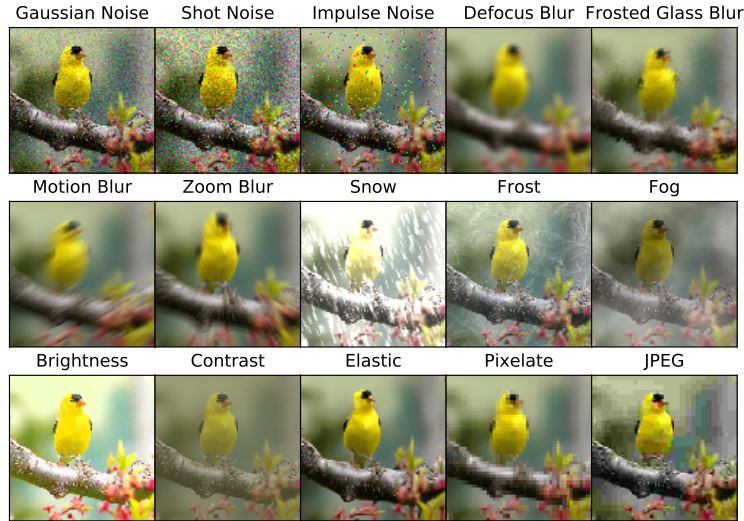 Gaussian Noise Shot Noise Impulse Noise Defocus Blur Frosted Glass Blur
Motion Blur Zoom Blur Snow Frost Fog
Brightness Contrast Elastic Pixelate JPEG